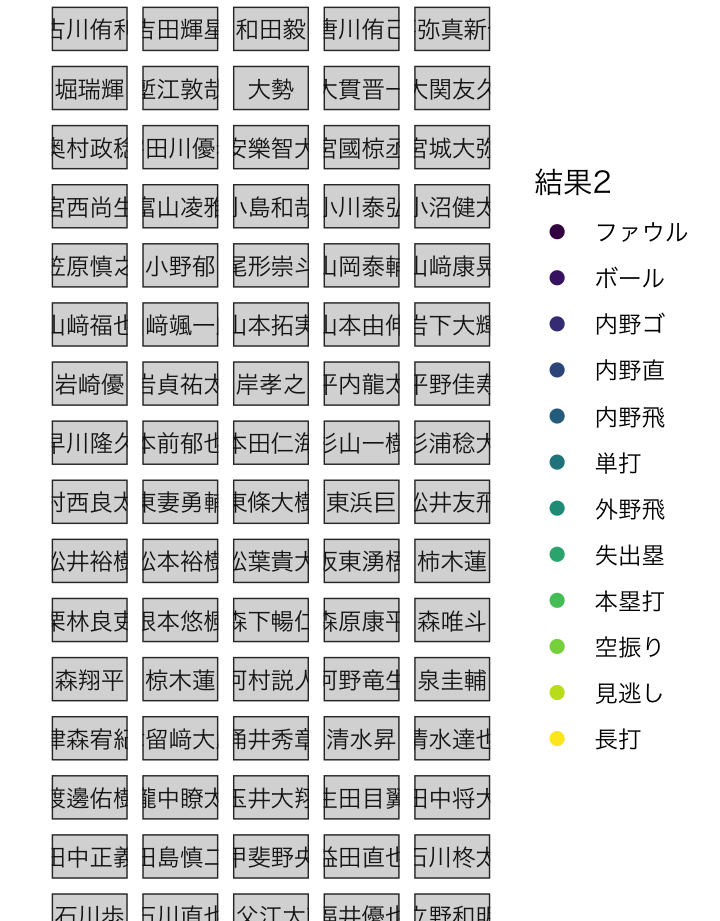 古川侑利 吉田輝星 和田毅 唐川侑己 弥真新
堀瑞輝 堑江敦哉 大勢 大貫晋一 大関友久
奥村政稔 田川優 安樂智大 宮國椋丞 宮城大弥
宮西尚生 富山凌雅 小島和哉 小川泰弘 小沼健太
笠原慎之 小野郁 尾形崇斗 山岡泰輔 山﨑康晃
山﨑福也 﨑颯一 山本拓実 山本由伸 岩下大輝
岩崎優 岩貞祐太 岸孝之 平内龍太 平野佳寿
早川隆久 本前郁也 本田仁海 杉山一樹 杉浦稔大
村西良太 東妻勇輔 東條大樹 東浜巨 松井友飛
松井裕樹 松本裕樹 松葉貴大 坂東湧梧 柿木蓮
栗林良吏 根本悠楓 森下暢仁 森原康平 森唯斗
森翔平 椋木蓮 河村説人 河野竜生 泉圭輔
津森宥紀 留﨑大 涌井秀章 清水昇 清水達也
渡邊佑樹 瀧中瞭太 玉井大翔 生田目翼 田中将大
田中正義 田島慎二 甲斐野央 益田直也 石川柊太
石川歩 石川直也 父江大 福井優也 立野和明
結果2
ファウル
ボール
内野ゴ
内野直
内野飛
単打
外野飛
失出塁
本塁打
空振り
見逃し
長打